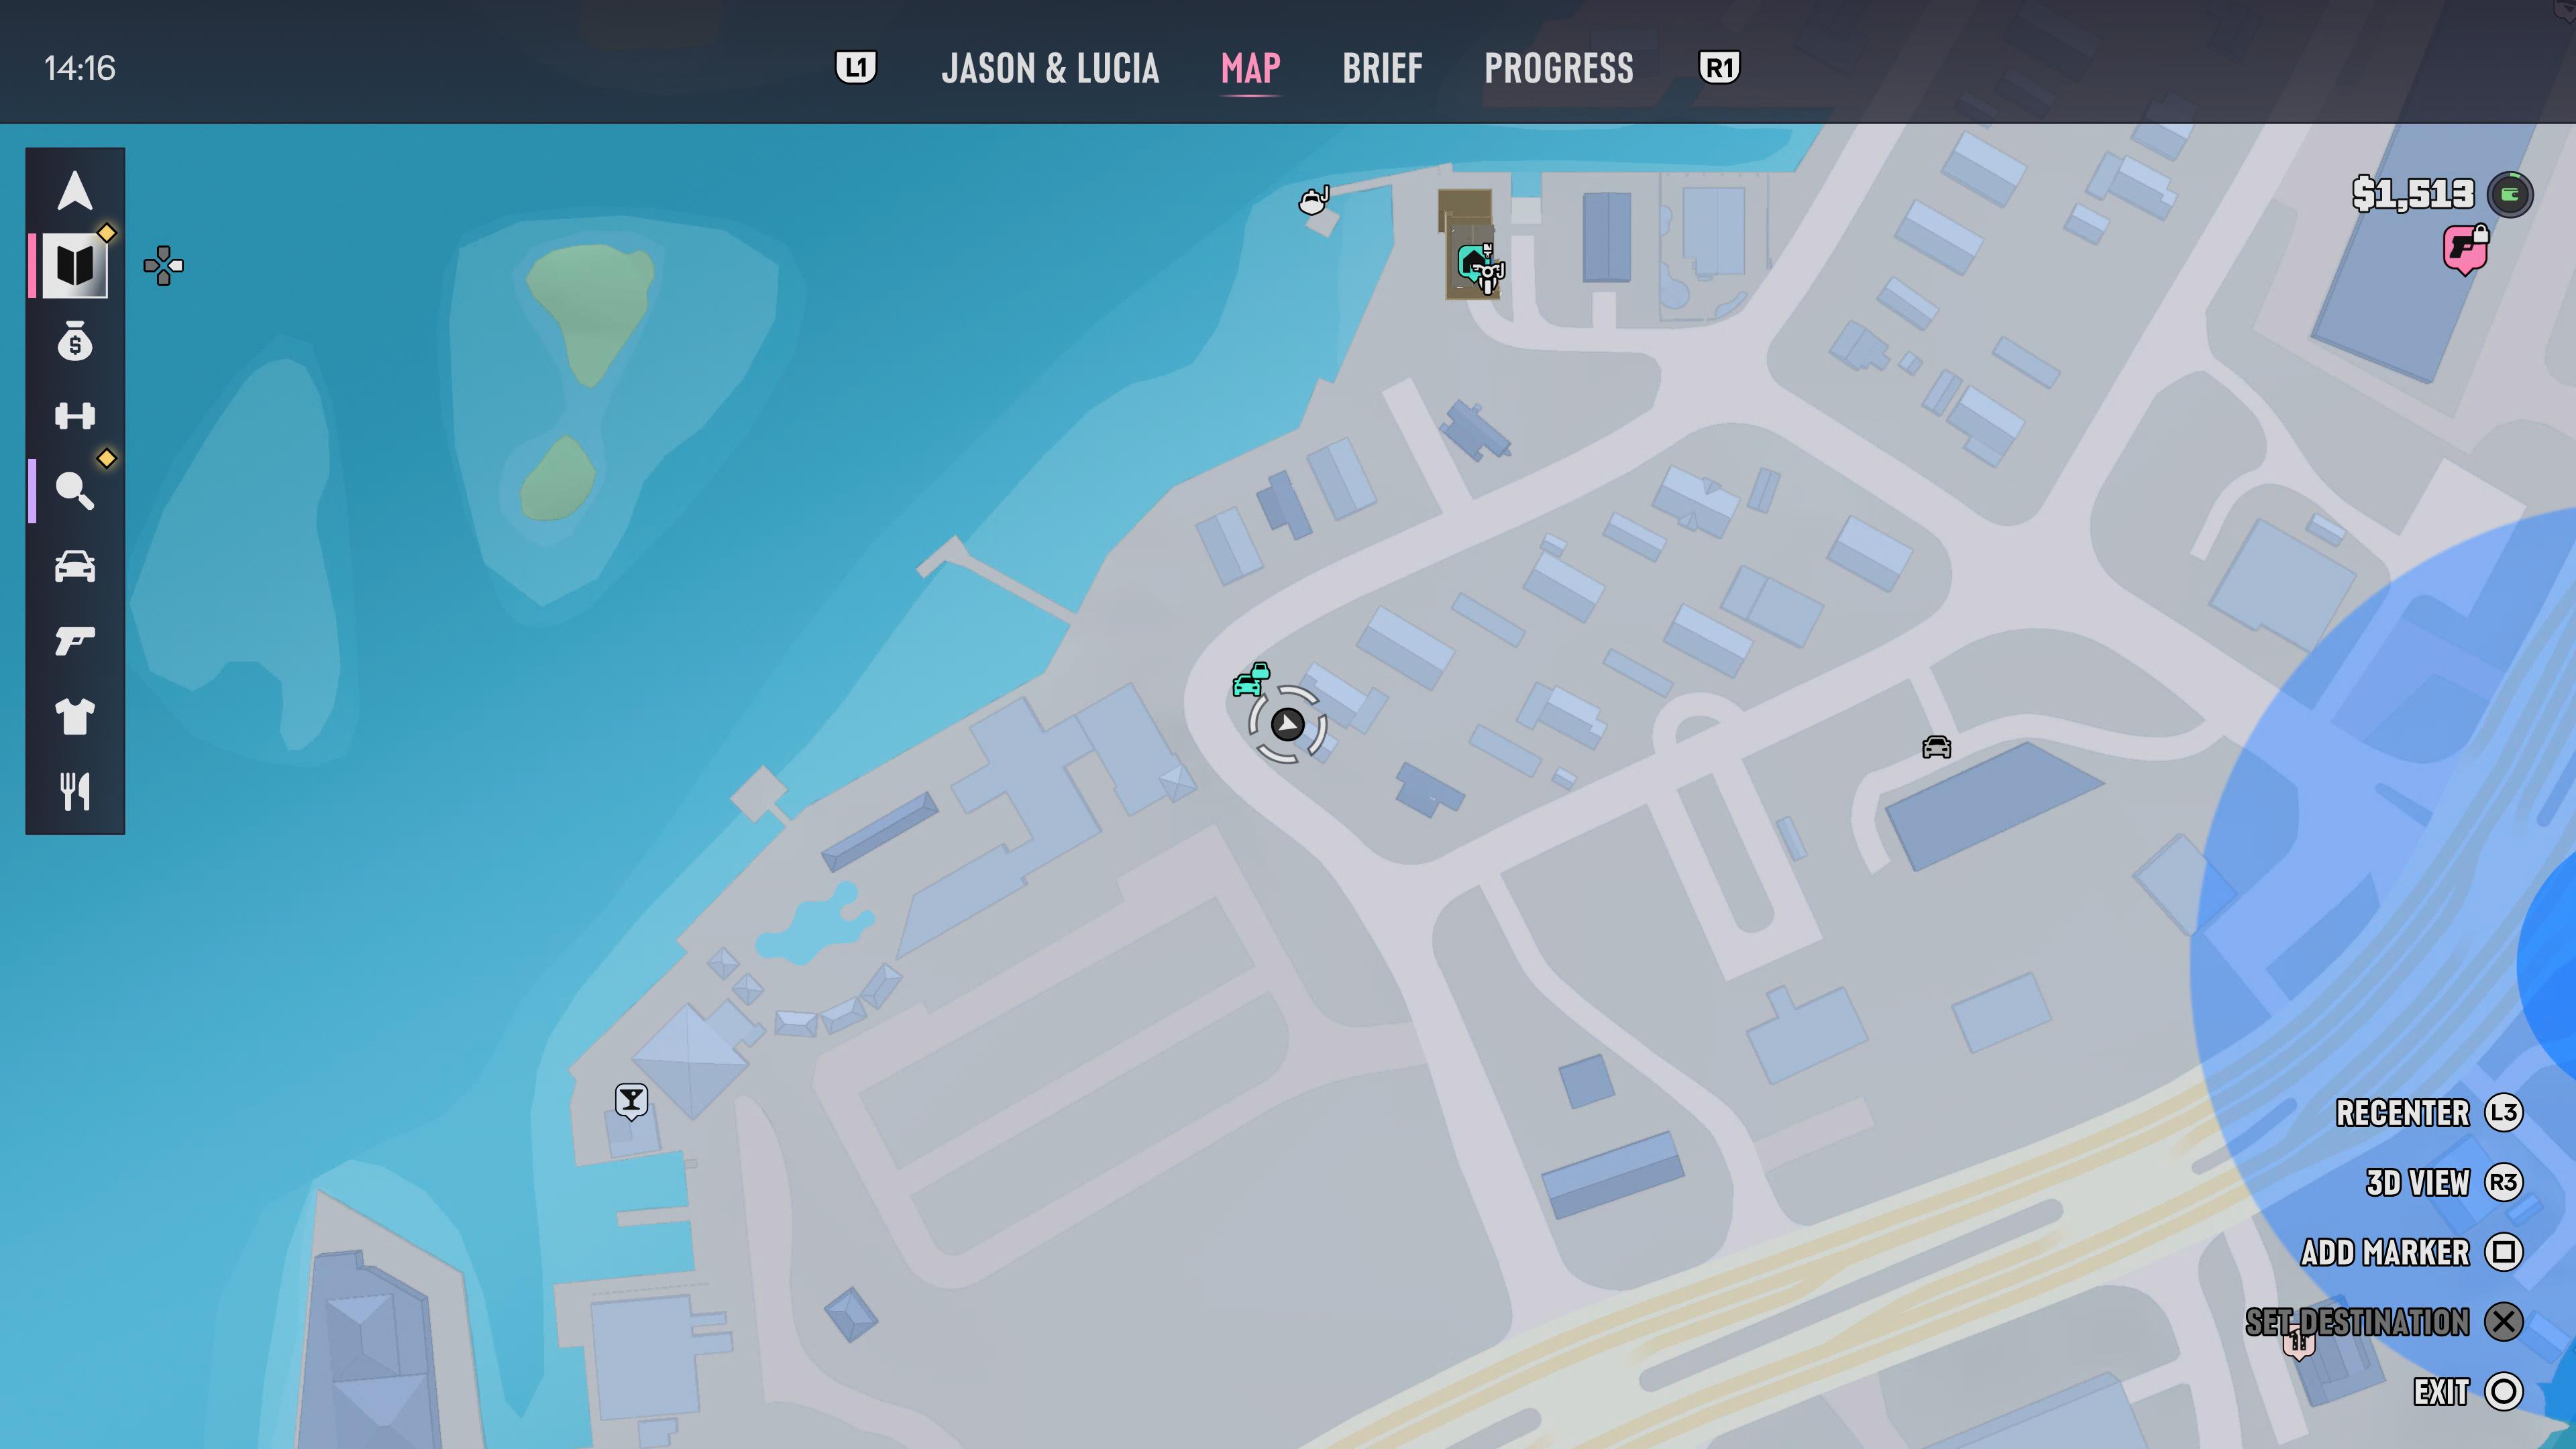 14:16
L1 JASON & LUCIA MAP BRIEF PROGRESS R1
$1,513
RECENTER L3
3D VIEW R3
ADD MARKER
SET DESTINATION
EXIT